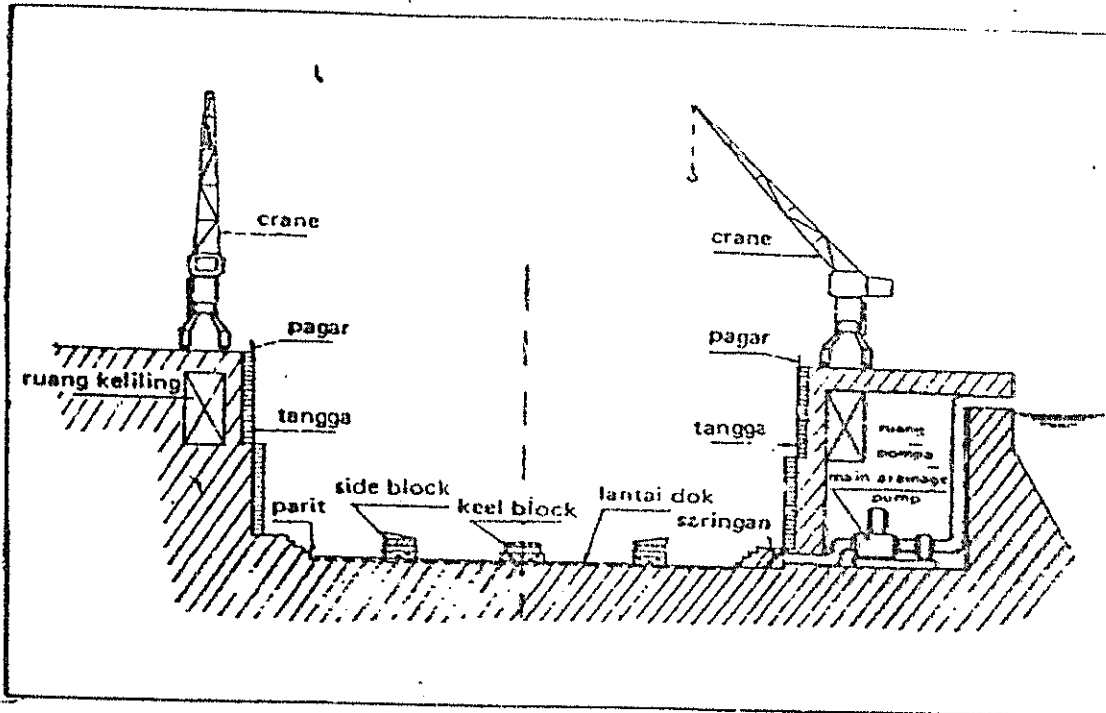 crane
crane
pagar
pagar
ruang keliling
tangga
tangga
ruang
pompa
main drainage
pump
side block
keel block
lantai dok
parit
saringan